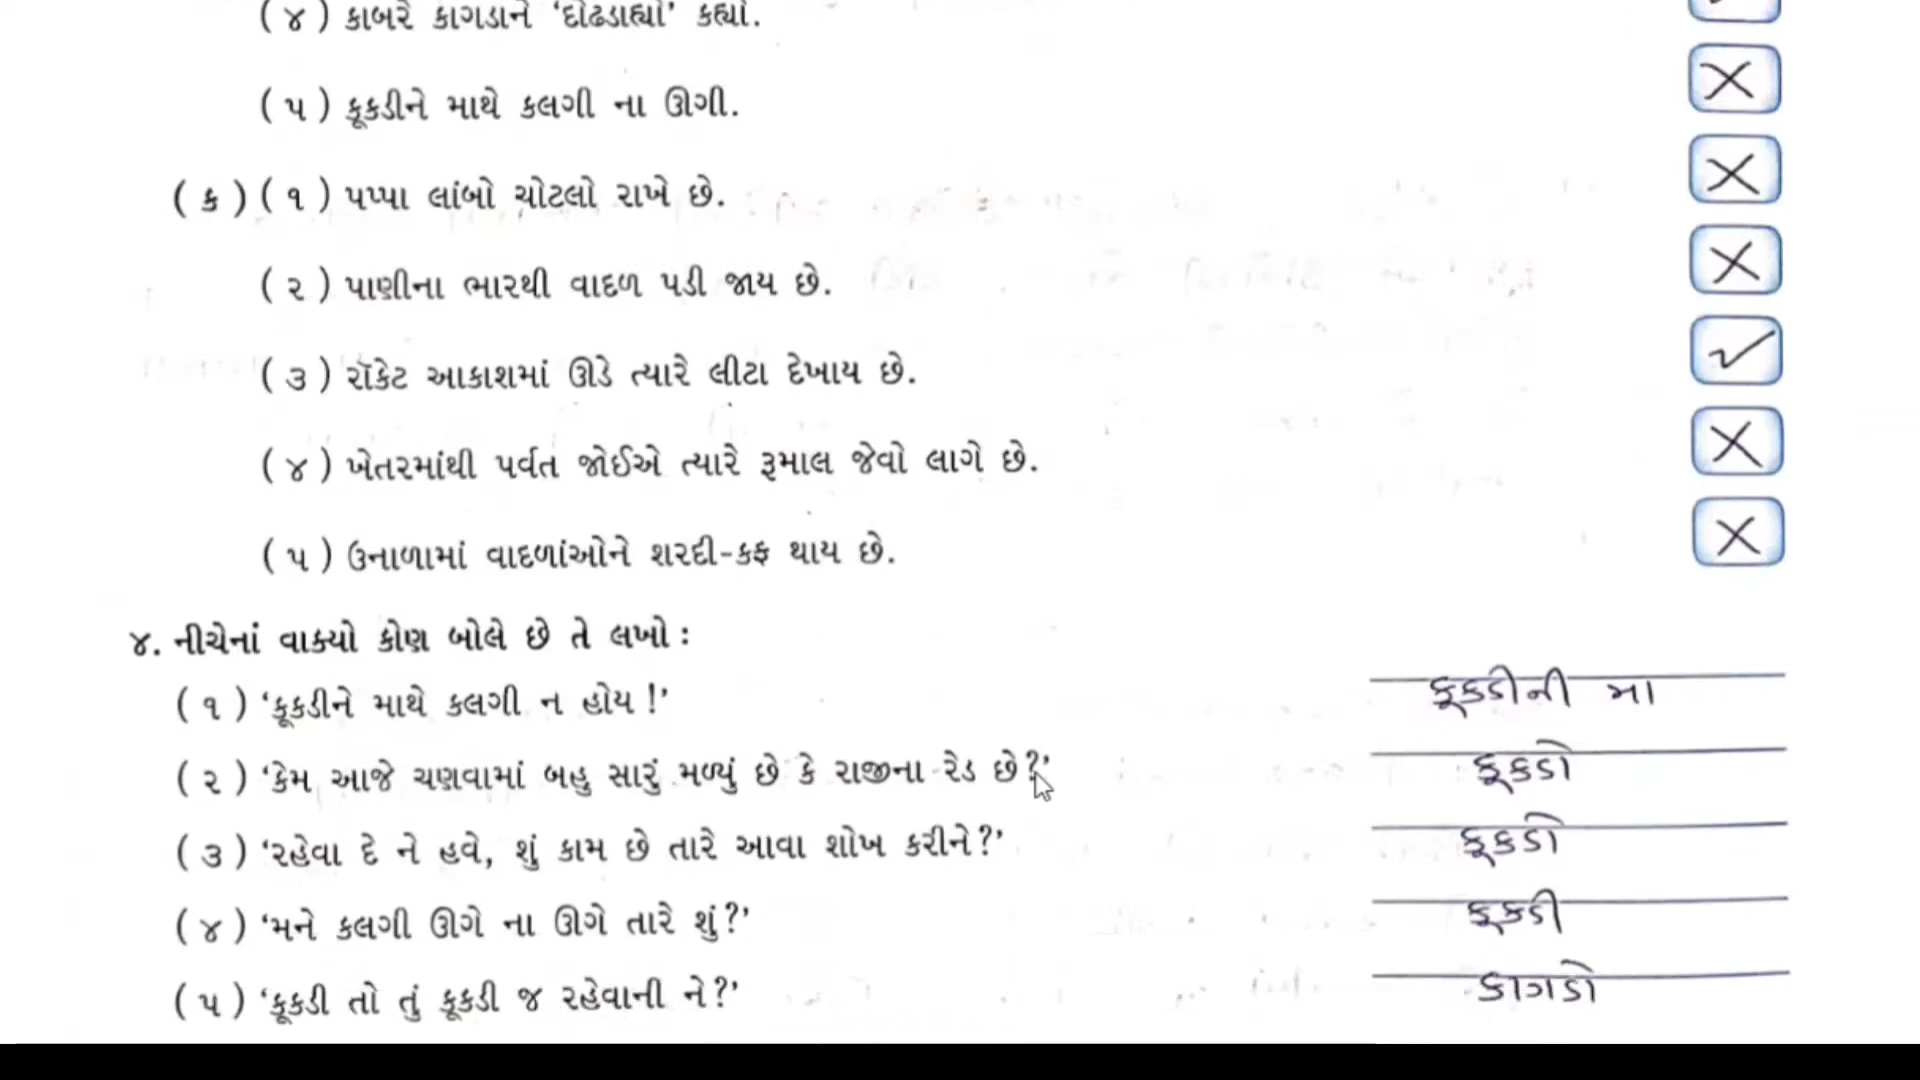 (૪) કાબરે કાગડાને ‘દોઢડાહ્યો’ કહ્યો.
(૫) કૂકડીને માથે કલગી ના ઊગી.
(ક) (૧) પપ્પા લાંબો ચોટલો રાખે છે.
(૨) પાણીના ભારથી વાદળ પડી જાય છે.
(૩) રૉકેટ આકાશમાં ઊડે ત્યારે લીટા દેખાય છે.
(૪) ખેતરમાંથી પર્વત જોઈએ ત્યારે રૂમાલ જેવો લાગે છે.
(૫) ઉનાળામાં વાદળાંઓને શરદી-કફ થાય છે.
૪. નીચેનાં વાક્યો કોણ બોલે છે તે લખો :
(૧) ‘કૂકડીને માથે કલગી ન હોય !’ કૂકડીની મા
(૨) ‘કેમ આજે ચણવામાં બહુ સારું મળ્યું છે કે રાજીના રેડ છે?’ કૂકડો
(૩) ‘રહેવા દે ને હવે, શું કામ છે તારે આવા શોખ કરીને?’ કૂકડો
(૪) ‘મને કલગી ઊગે ના ઊગે તારે શું?’ કૂકડી
(૫) ‘કૂકડી તો તું કૂકડી જ રહેવાની ને?’ કાગડો